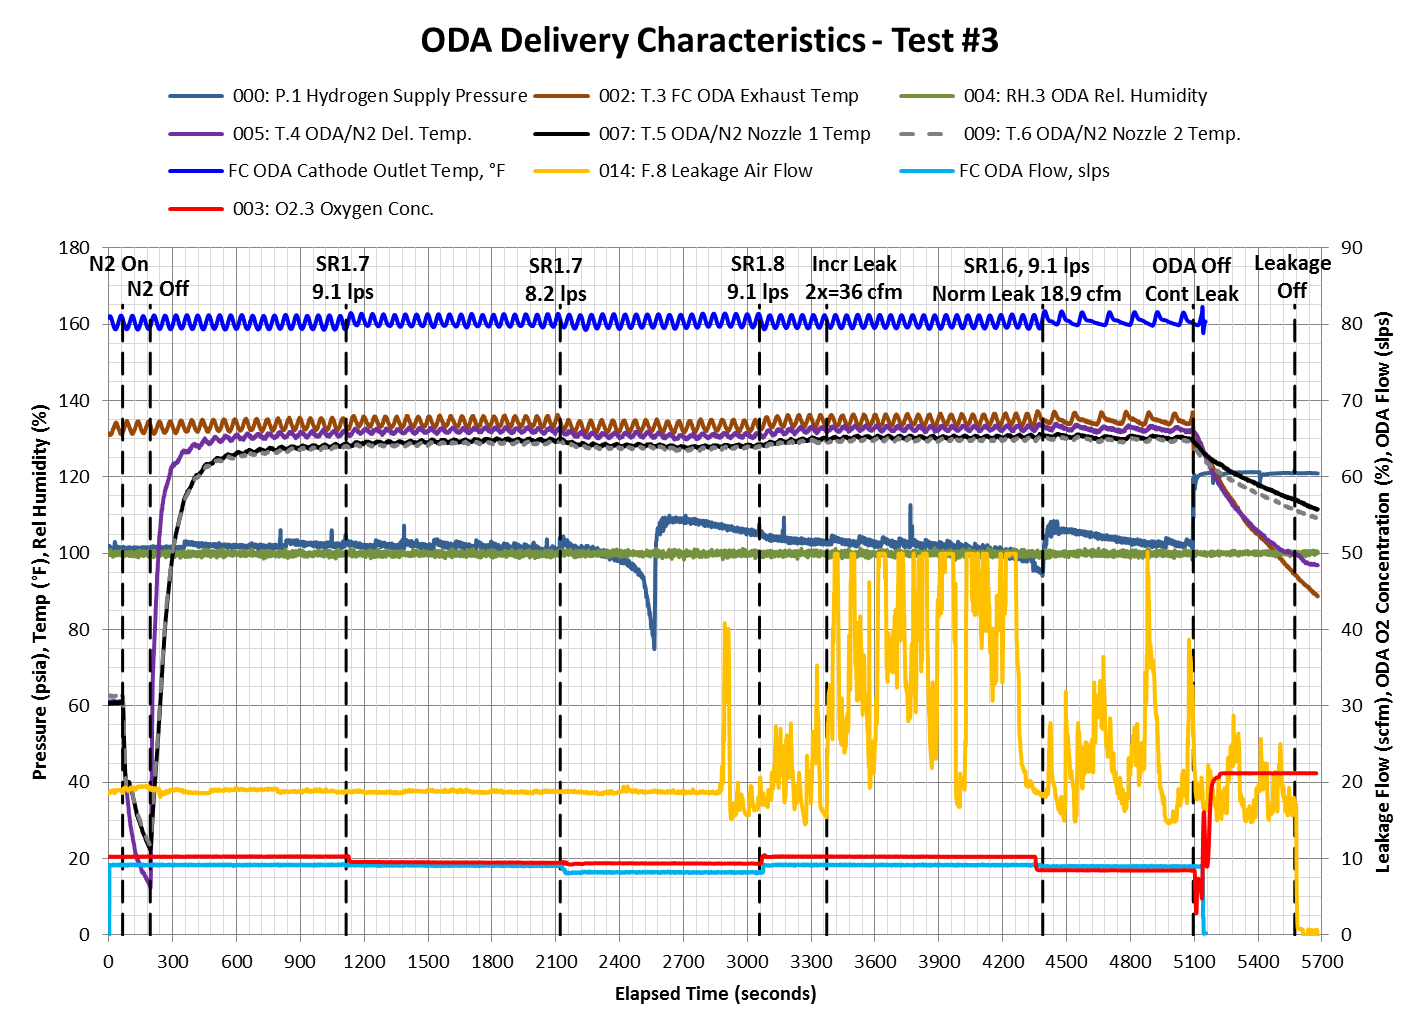 ODA Delivery Characteristics - Test #3
000: P.1 Hydrogen Supply Pressure
002: T.3 FC ODA Exhaust Temp
004: RH.3 ODA Rel. Humidity
005: T.4 ODA/N2 Del. Temp.
007: T.5 ODA/N2 Nozzle 1 Temp
009: T.6 ODA/N2 Nozzle 2 Temp.
FC ODA Cathode Outlet Temp, °F
014: F.8 Leakage Air Flow
FC ODA Flow, slps
003: O2.3 Oxygen Conc.
N2 On
N2 Off
SR1.7
9.1 lps
SR1.7
8.2 lps
SR1.8
9.1 lps
Incr Leak
2x=36 cfm
SR1.6, 9.1 lps
Norm Leak 18.9 cfm
ODA Off
Cont Leak
Leakage
Off
Pressure (psia), Temp (°F), Rel Humidity (%)
180
160
140
120
100
80
60
40
20
0
90
80
70
60
50
40
30
20
10
0
Leakage Flow (scfm), ODA O2 Concentration (%), ODA Flow (slps)
0 300 600 900 1200 1500 1800 2100 2400 2700 3000 3300 3600 3900 4200 4500 4800 5100 5400 5700
Elapsed Time (seconds)